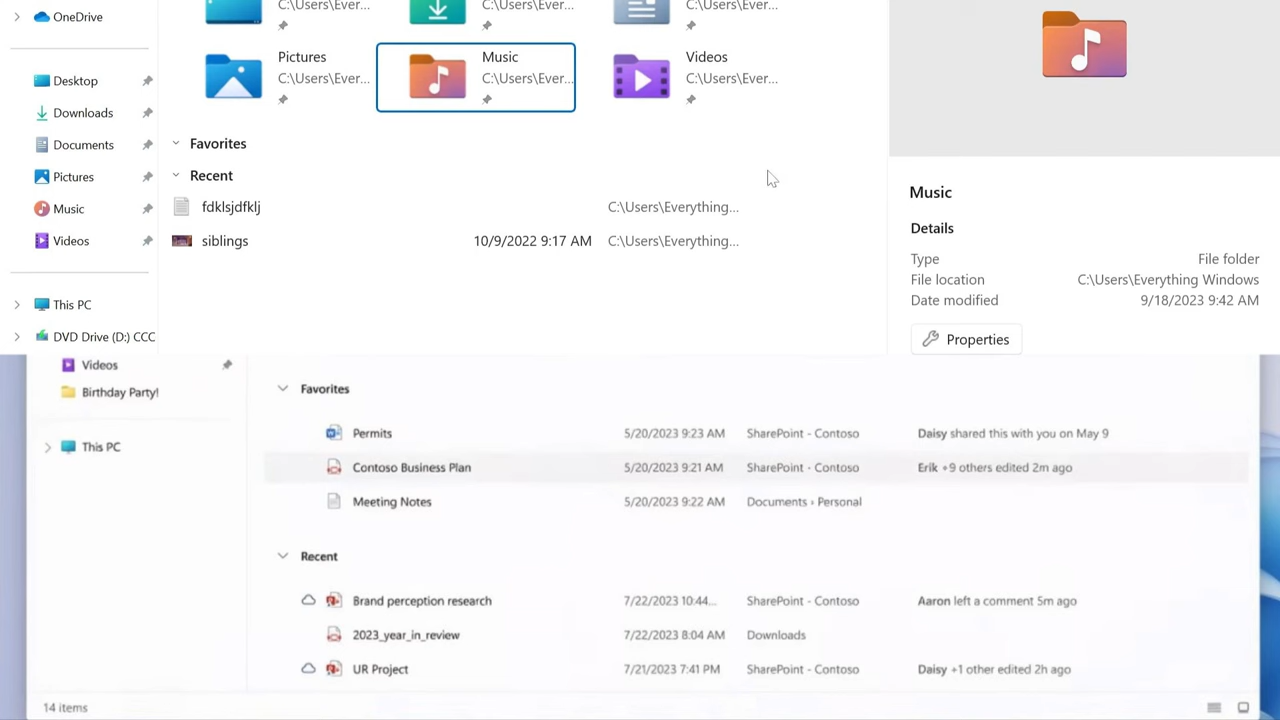 OneDrive
C:\Users\Ever... C:\Users\Ever... C:\Users\Ever...
Pictures Music Videos
C:\Users\Ever... C:\Users\Ever... C:\Users\Ever...
Desktop
Downloads
Documents
Pictures
Music
Videos
This PC
DVD Drive (D:) CCC
Favorites
Recent
fdklsjdfklj C:\Users\Everything...
siblings 10/9/2022 9:17 AM C:\Users\Everything...
Music
Details
Type File folder
File location C:\Users\Everything Windows
Date modified 9/18/2023 9:42 AM
Properties
Videos
Birthday Party!
This PC
Favorites
Permits 5/20/2023 9:23 AM SharePoint - Contoso Daisy shared this with you on May 9
Contoso Business Plan 5/20/2023 9:21 AM SharePoint - Contoso Erik +9 others edited 2m ago
Meeting Notes 5/20/2023 9:22 AM Documents › Personal
Recent
Brand perception research 7/22/2023 10:44... SharePoint - Contoso Aaron left a comment 5m ago
2023_year_in_review 7/22/2023 8:04 AM Downloads
UR Project 7/21/2023 7:41 PM SharePoint - Contoso Daisy +1 other edited 2h ago
14 items